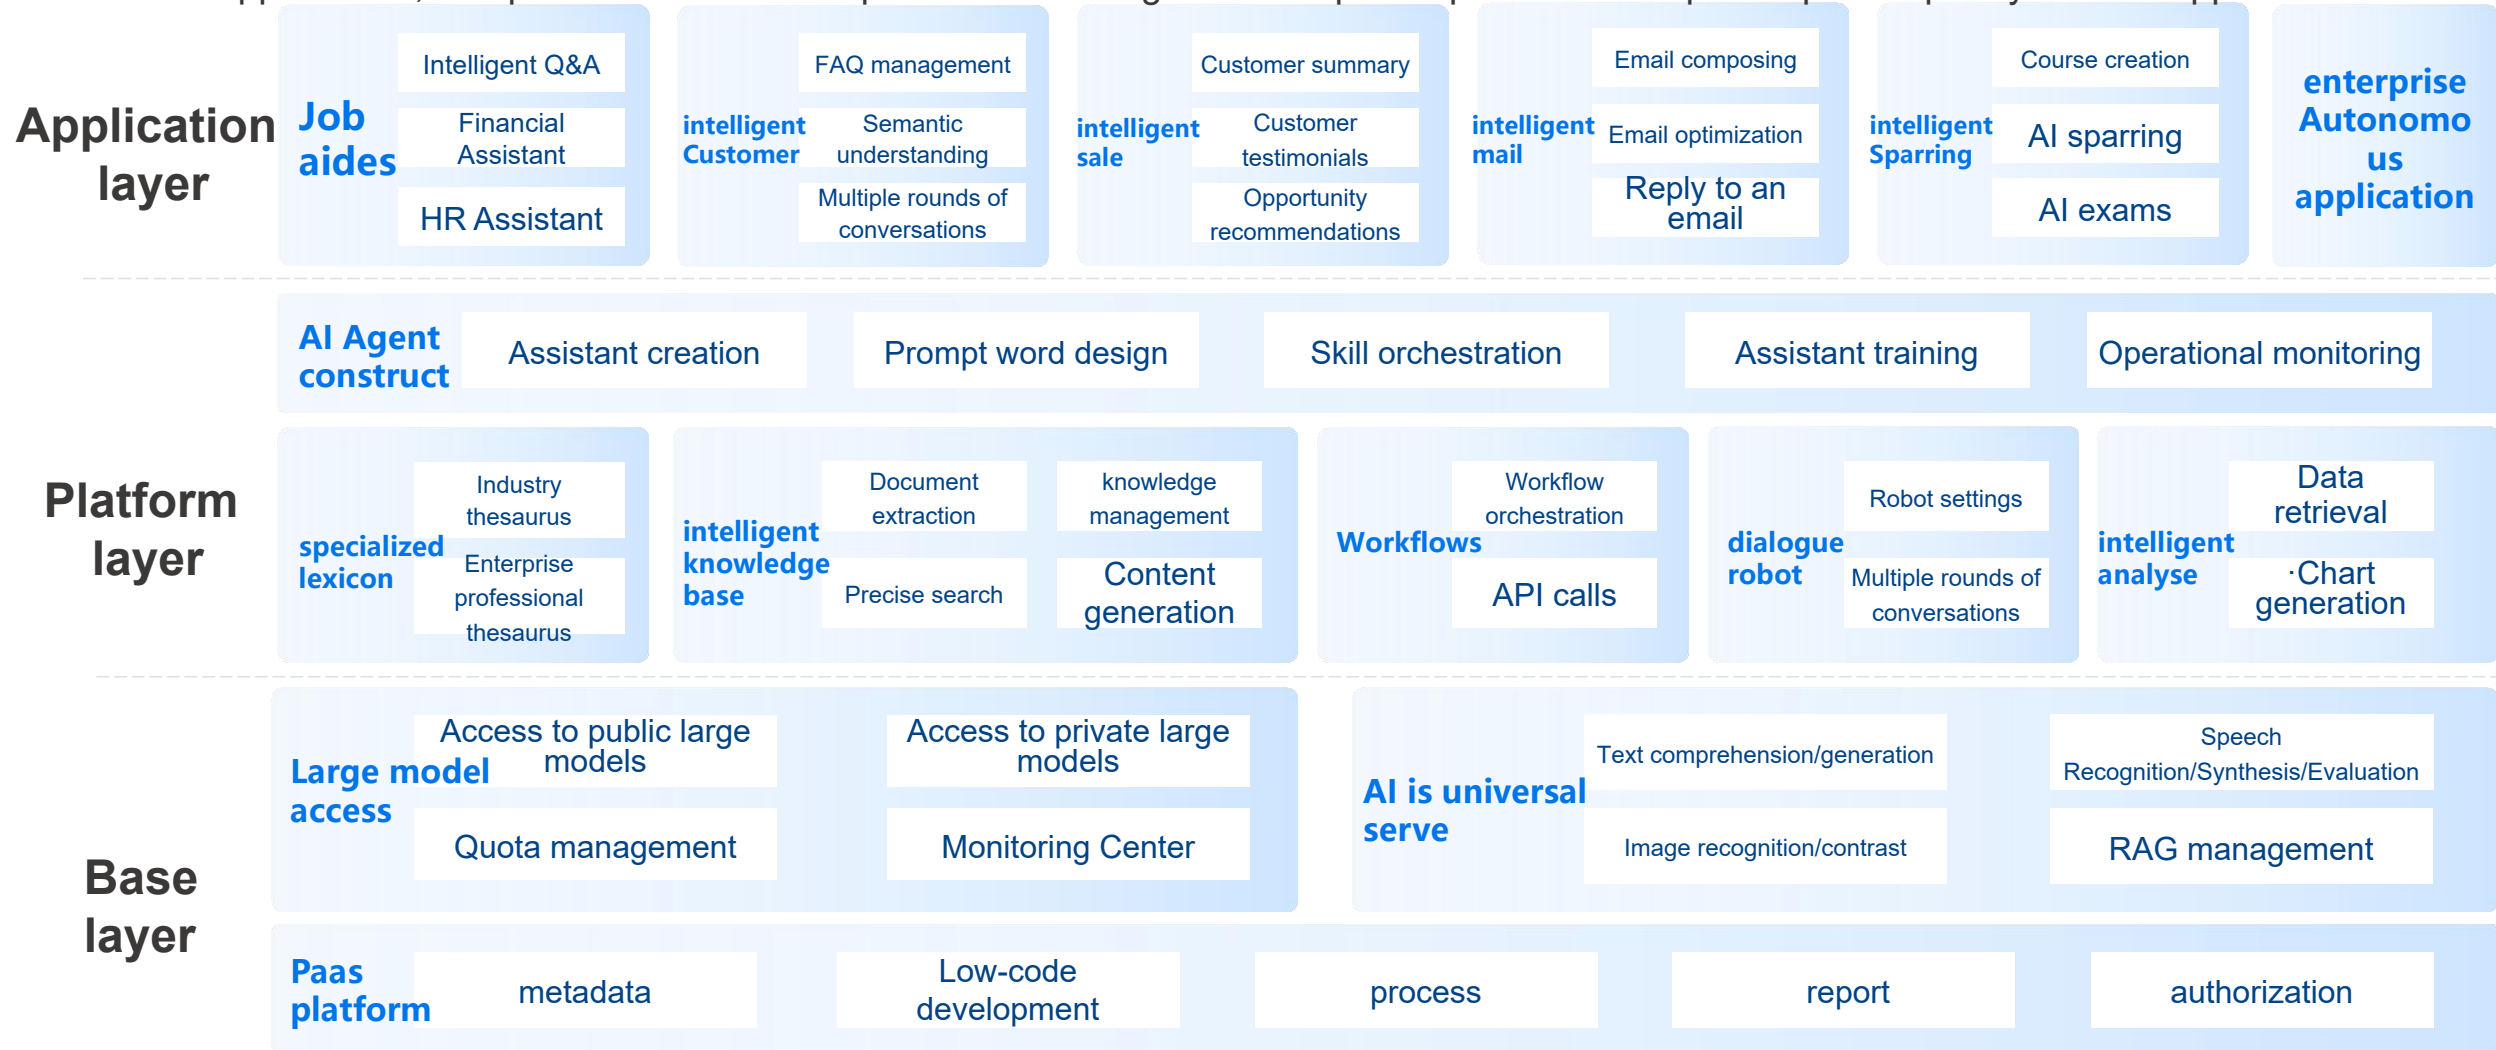 Application
layer
Job
aides
Intelligent Q&A
Financial
Assistant
HR Assistant
intelligent
Customer
FAQ management
Semantic
understanding
Multiple rounds of
conversations
intelligent
sale
Customer summary
Customer
testimonials
Opportunity
recommendations
intelligent
mail
Email composing
Email optimization
Reply to an
email
intelligent
Sparring
Course creation
AI sparring
AI exams
enterprise
Autonomo
us
application
Platform
layer
AI Agent
construct
Assistant creation
Prompt word design
Skill orchestration
Assistant training
Operational monitoring
specialized
lexicon
Industry
thesaurus
Enterprise
professional
thesaurus
intelligent
knowledge
base
Document
extraction
knowledge
management
Precise search
Content
generation
Workflows
Workflow
orchestration
API calls
dialogue
robot
Robot settings
Multiple rounds of
conversations
intelligent
analyse
Data
retrieval
·Chart
generation
Base
layer
Large model
access
Access to public large
models
Access to private large
models
Quota management
Monitoring Center
AI is universal
serve
Text comprehension/generation
Speech
Recognition/Synthesis/Evaluation
Image recognition/contrast
RAG management
Paas
platform
metadata
Low-code
development
process
report
authorization